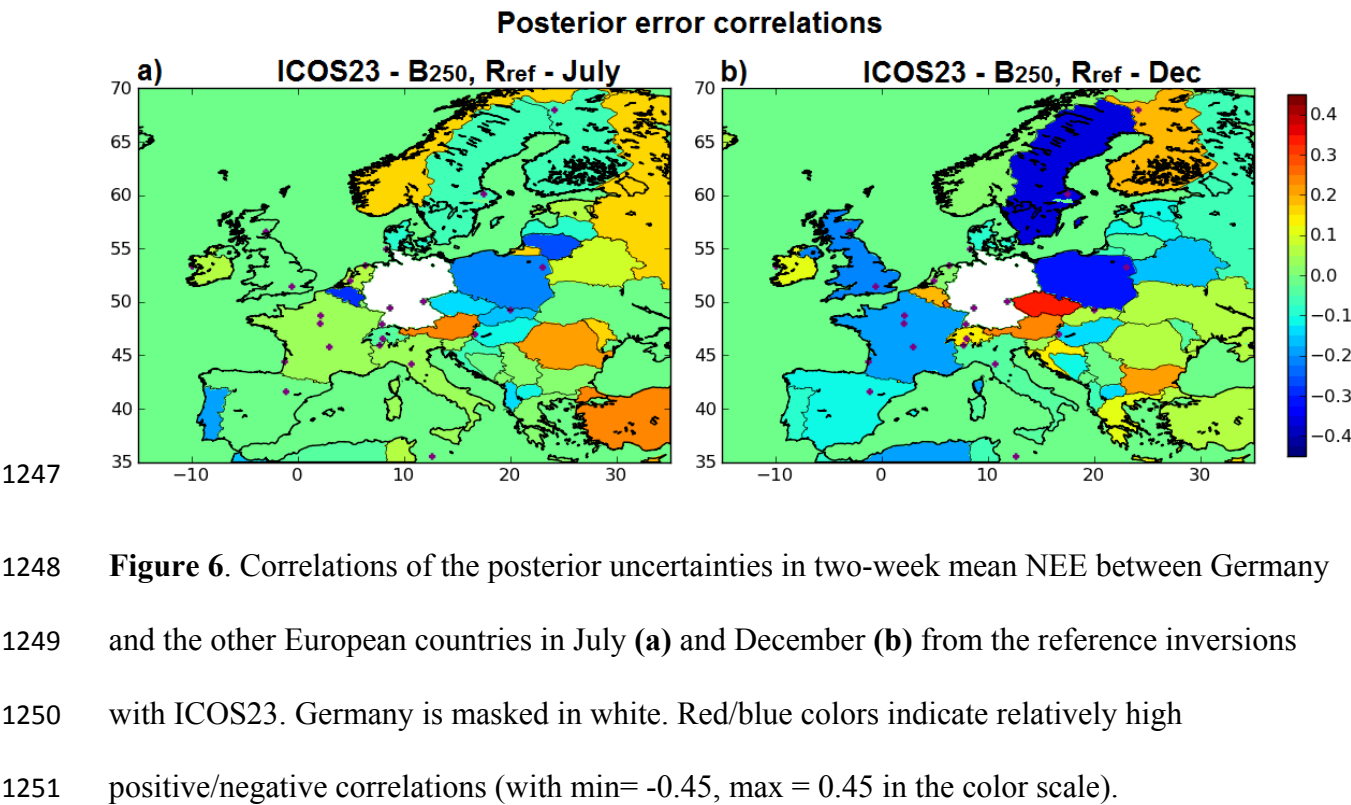 Posterior error correlations
a) ICOS23 - B250, Rref - July
b) ICOS23 - B250, Rref - Dec
70
65
60
55
50
45
40
35
−10 0 10 20 30
70
65
60
55
50
45
40
35
−10 0 10 20 30
0.4
0.3
0.2
0.1
0.0
−0.1
−0.2
−0.3
−0.4
1247
1248 Figure 6. Correlations of the posterior uncertainties in two-week mean NEE between Germany
1249 and the other European countries in July (a) and December (b) from the reference inversions
1250 with ICOS23. Germany is masked in white. Red/blue colors indicate relatively high
1251 positive/negative correlations (with min= -0.45, max = 0.45 in the color scale).